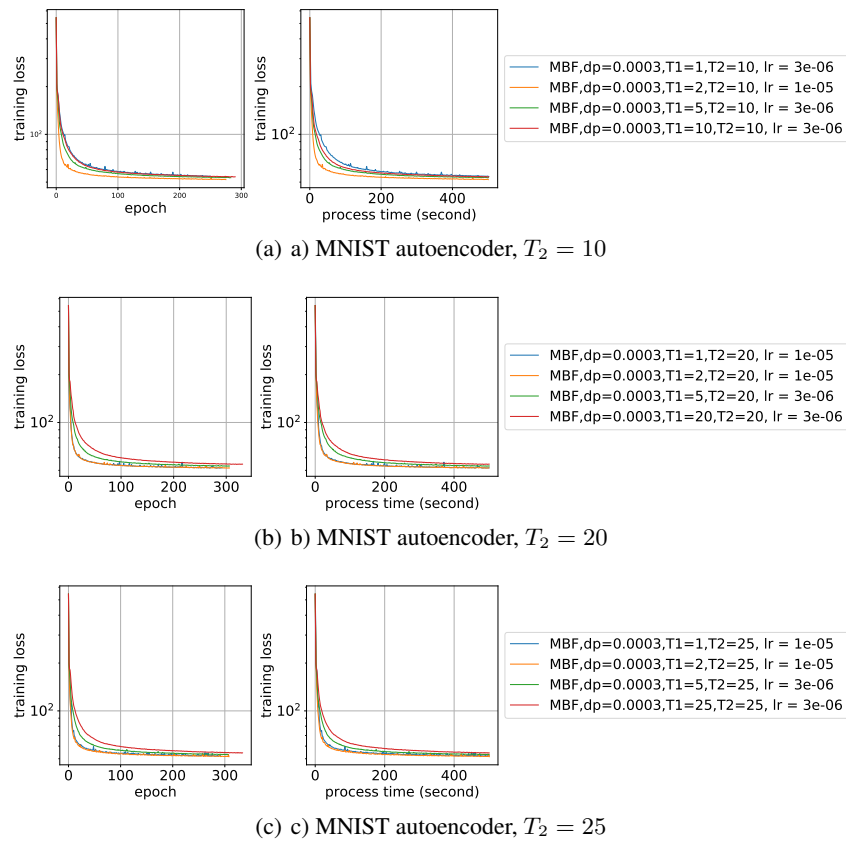 training loss
10²
0
100
200
300
epoch
training loss
10²
0
200
400
process time (second)
MBF,dp=0.0003,T1=1,T2=10, lr = 3e-06
MBF,dp=0.0003,T1=2,T2=10, lr = 1e-05
MBF,dp=0.0003,T1=5,T2=10, lr = 3e-06
MBF,dp=0.0003,T1=10,T2=10, lr = 3e-06
(a) a) MNIST autoencoder, T₂ = 10
training loss
10²
0
100
200
300
epoch
training loss
10²
0
200
400
process time (second)
MBF,dp=0.0003,T1=1,T2=20, lr = 1e-05
MBF,dp=0.0003,T1=2,T2=20, lr = 1e-05
MBF,dp=0.0003,T1=5,T2=20, lr = 3e-06
MBF,dp=0.0003,T1=20,T2=20, lr = 3e-06
(b) b) MNIST autoencoder, T₂ = 20
training loss
10²
0
100
200
300
epoch
training loss
10²
0
200
400
process time (second)
MBF,dp=0.0003,T1=1,T2=25, lr = 1e-05
MBF,dp=0.0003,T1=2,T2=25, lr = 1e-05
MBF,dp=0.0003,T1=5,T2=25, lr = 3e-06
MBF,dp=0.0003,T1=25,T2=25, lr = 3e-06
(c) c) MNIST autoencoder, T₂ = 25